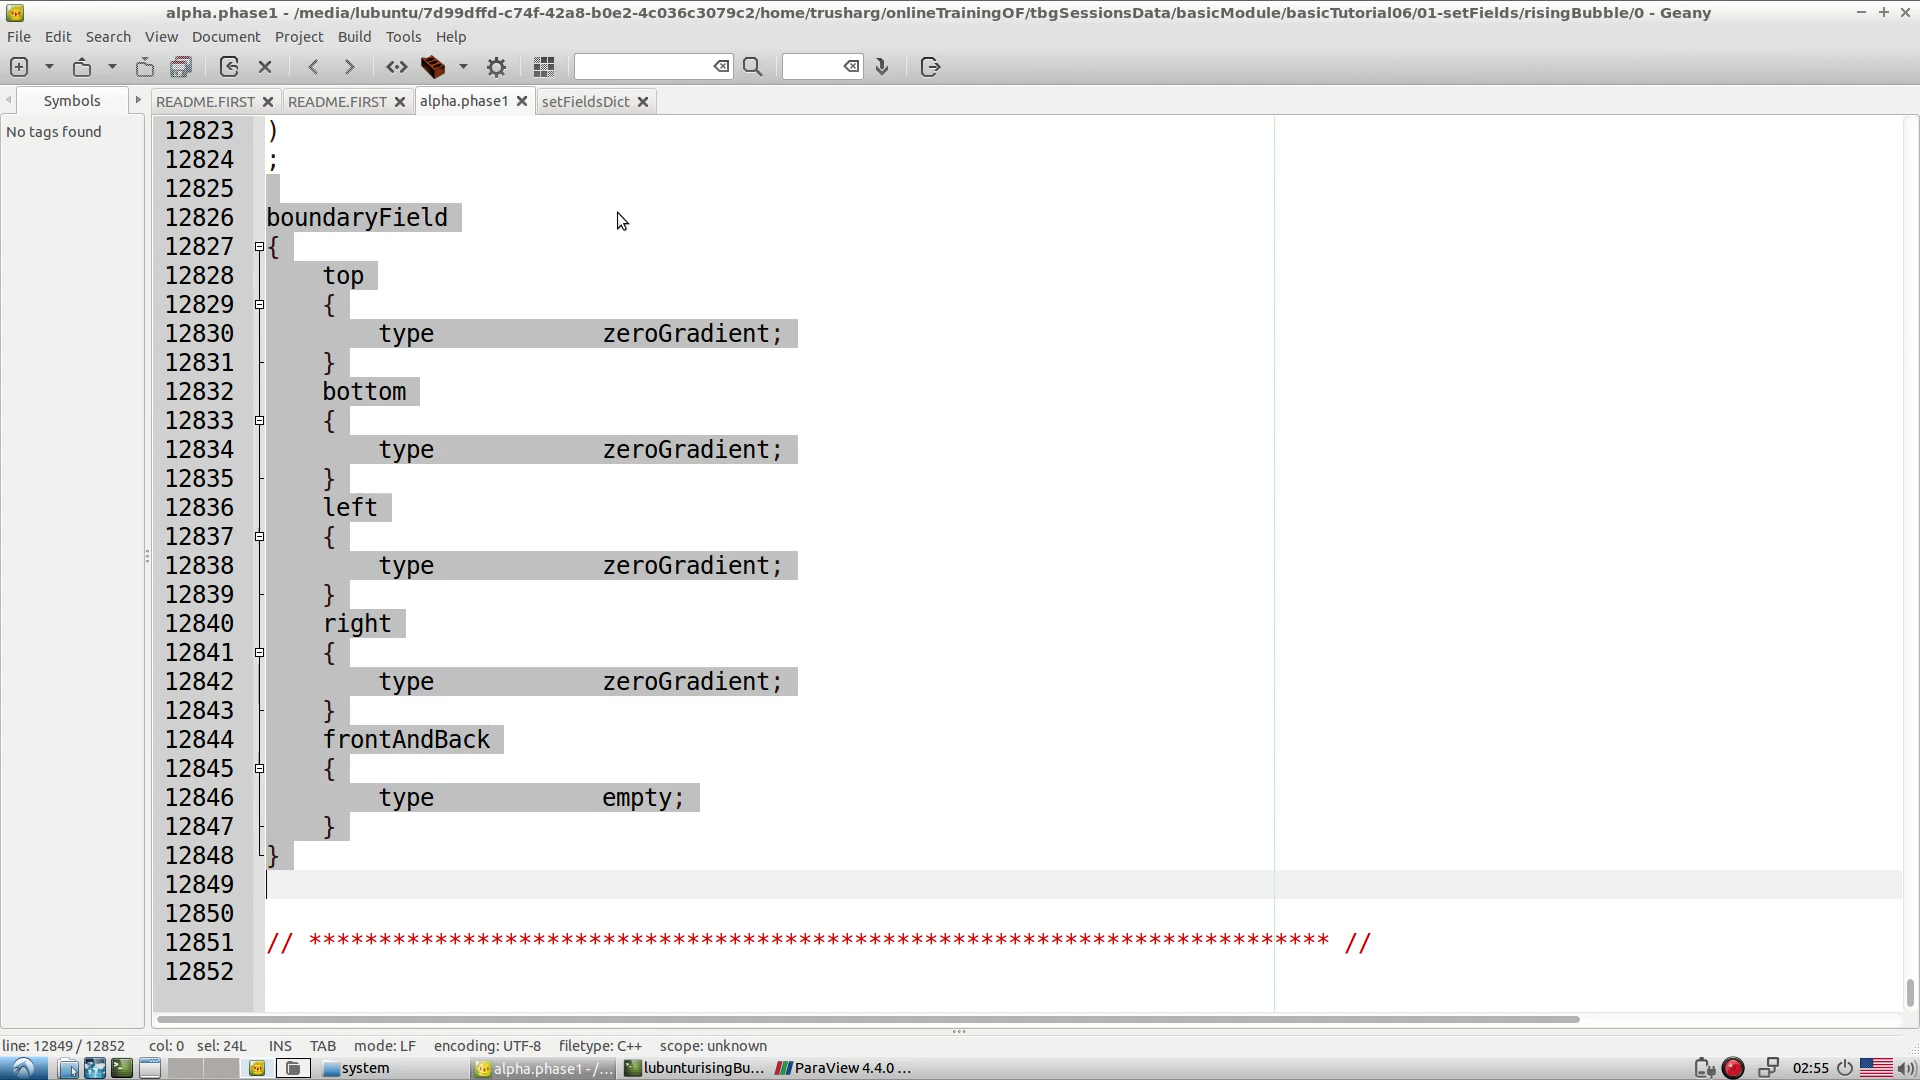 alpha.phase1 - /media/lubuntu/7d99dffd-c74f-42a8-b0e2-4c036c3079c2/home/trusharg/onlineTrainingOF/tbgSessionsData/basicModule/basicTutorial06/01-setFields/risingBubble/0 - Geany
File Edit Search View Document Project Build Tools Help
Symbols README.FIRST README.FIRST alpha.phase1 setFieldsDict
No tags found
12823 )
12824 ;
12825
12826 boundaryField
12827 {
12828 top
12829 {
12830 type zeroGradient;
12831 }
12832 bottom
12833 {
12834 type zeroGradient;
12835 }
12836 left
12837 {
12838 type zeroGradient;
12839 }
12840 right
12841 {
12842 type zeroGradient;
12843 }
12844 frontAndBack
12845 {
12846 type empty;
12847 }
12848 }
12849
12850
12851 // ************************************************************************* //
12852
line: 12849 / 12852 col: 0 sel: 24L INS TAB mode: LF encoding: UTF-8 filetype: C++ scope: unknown
system alpha.phase1 - /... lubunturisingBu... ParaView 4.4.0 ... 02:55